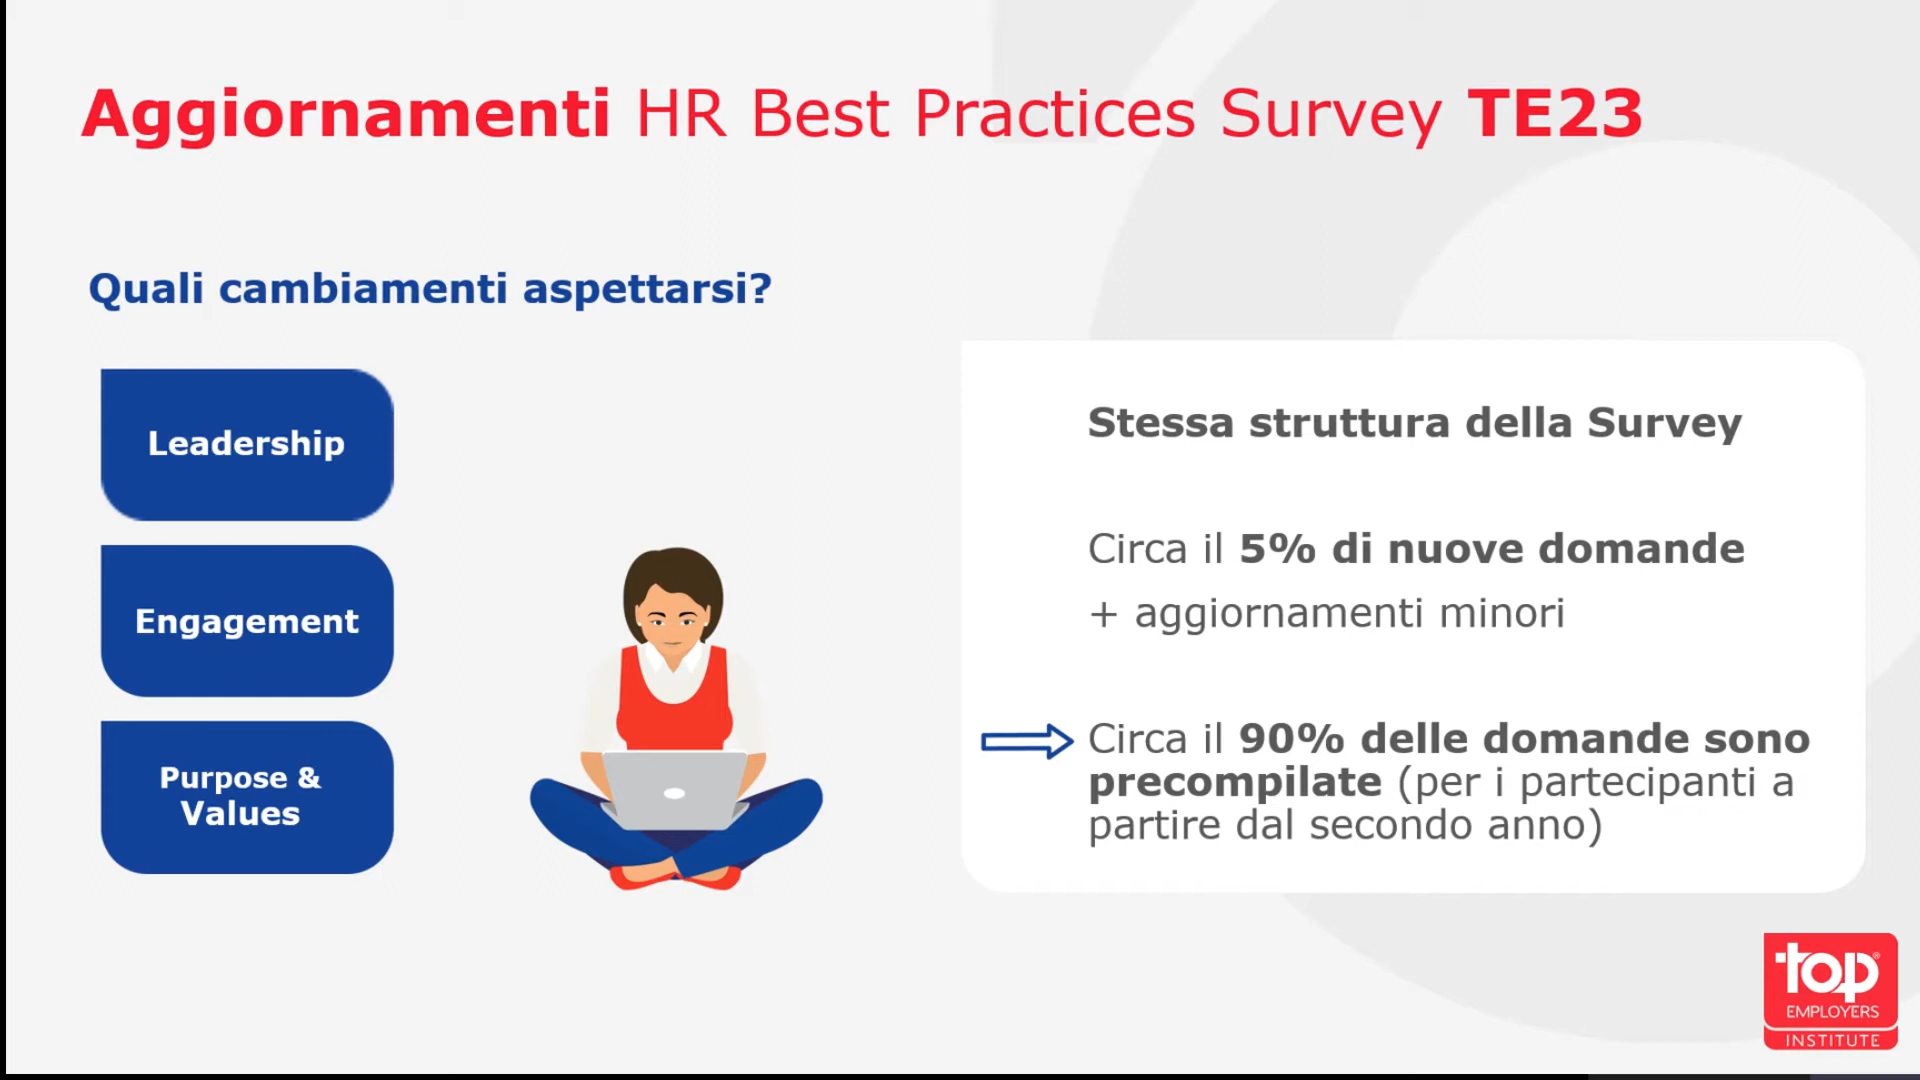 Aggiornamenti HR Best Practices Survey TE23
Quali cambiamenti aspettarsi?
Leadership
Engagement
Purpose &
Values
Stessa struttura della Survey
Circa il 5% di nuove domande
+ aggiornamenti minori
Circa il 90% delle domande sono
precompilate (per i partecipanti a
partire dal secondo anno)
top®
EMPLOYERS
INSTITUTE